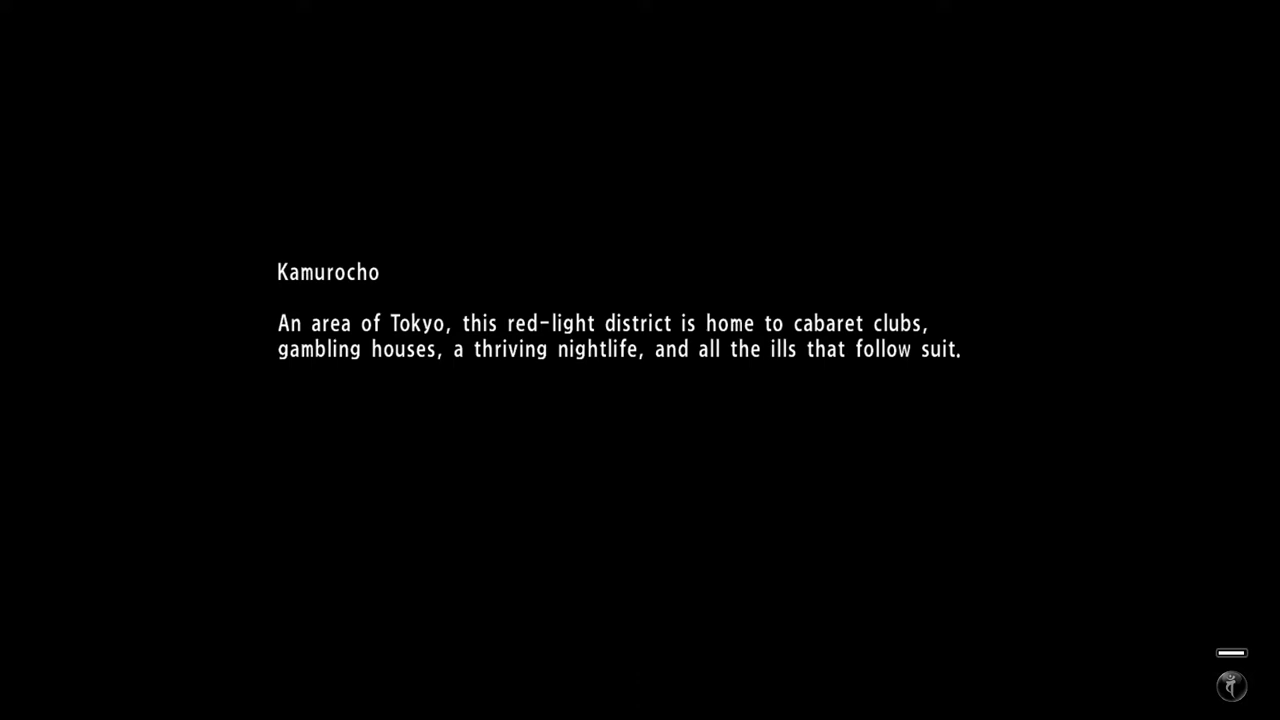 Kamurocho
An area of Tokyo, this red-light district is home to cabaret clubs,
gambling houses, a thriving nightlife, and all the ills that follow suit.